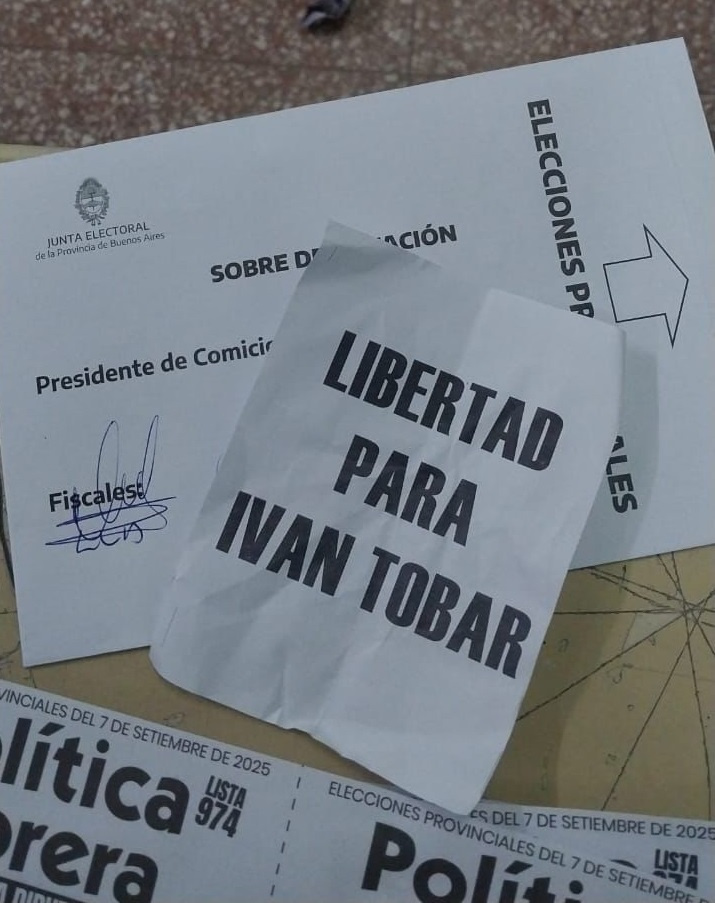 JUNTA ELECTORAL
de la Provincia de Buenos Aires
SOBRE DE ACIÓN
ELECCIONES PR ALES
Presidente de Comicio
Fiscales:
LIBERTAD
PARA
IVAN TOBAR
VINCIALES DEL 7 DE SETIEMBRE DE 2025
lítica
LISTA
974
brera
ELECCIONES PROVINCIALES DEL 7 DE SETIEMBRE DE 2025
ES DEL 7 DE SETIEMBRE DE 2025
Políti
LISTA